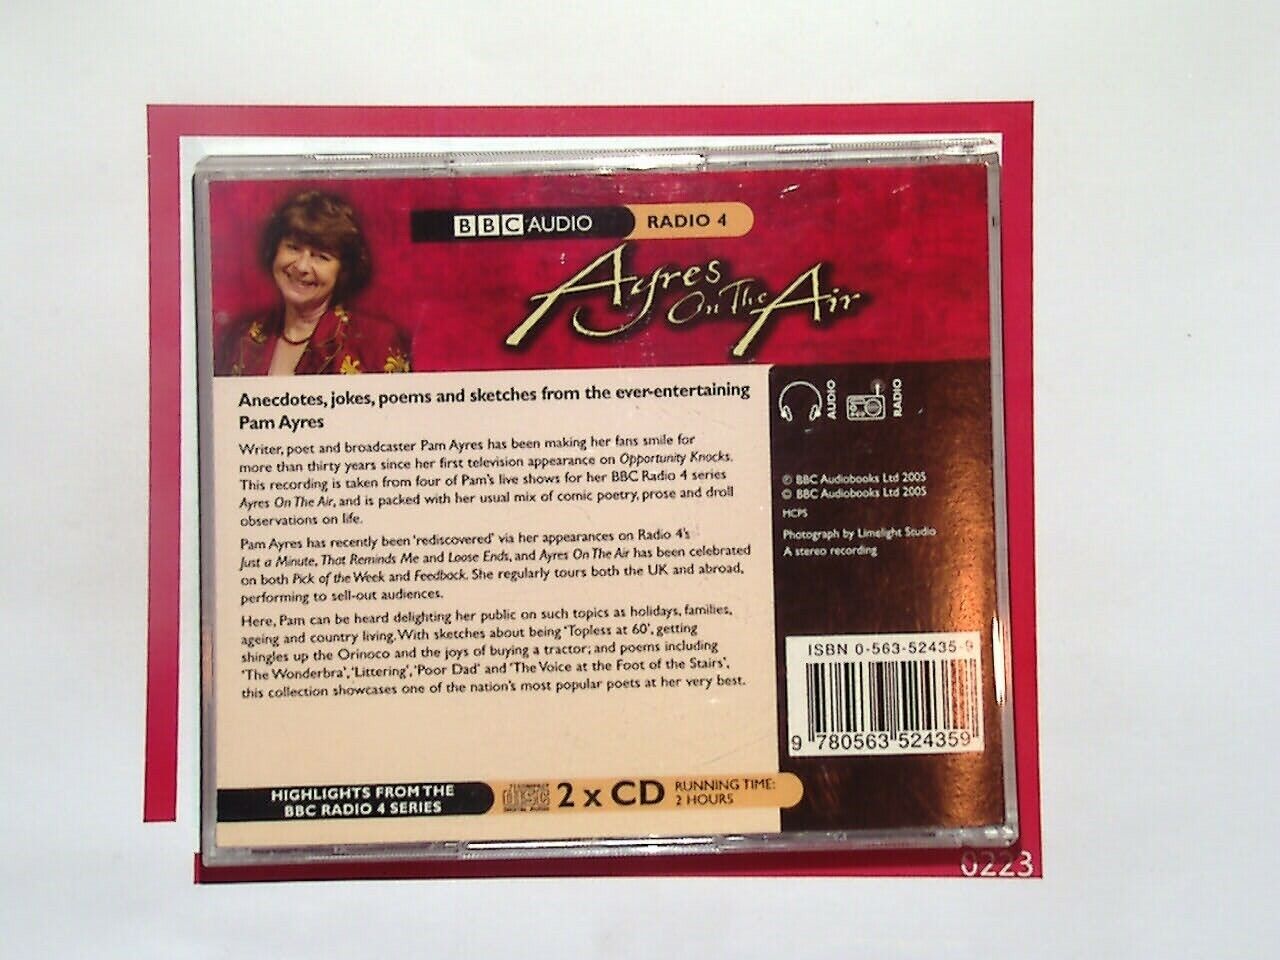 BBC AUDIO RADIO 4
Ayres On The Air
Anecdotes, jokes, poems and sketches from the ever-entertaining
Pam Ayres
Writer, poet and broadcaster Pam Ayres has been making her fans smile for
more than thirty years since her first television appearance on Opportunity Knocks.
This recording is taken from four of Pam's live shows for her BBC Radio 4 series
Ayres On The Air, and is packed with her usual mix of comic poetry, prose and droll
observations on life.
Pam Ayres has recently been 'rediscovered' via her appearances on Radio 4's
Just a Minute, That Reminds Me and Loose Ends, and Ayres On The Air has been celebrated
on both Pick of the Week and Feedback. She regularly tours both the UK and abroad,
performing to sell-out audiences.
Here, Pam can be heard delighting her public on such topics as holidays, families,
ageing and country living. With sketches about being 'Topless at 60', getting
shingles up the Orinoco and the joys of buying a tractor; and poems including
'The Wonderbra', 'Littering', 'Poor Dad' and 'The Voice at the Foot of the Stairs',
this collection showcases one of the nation's most popular poets at her very best.
AUDIO
RADIO
℗ BBC Audiobooks Ltd 2005
© BBC Audiobooks Ltd 2005
MCPS
Photograph by Limelight Studio
A stereo recording
ISBN 0-563-52435-9
9 780563 524359
HIGHLIGHTS FROM THE
BBC RADIO 4 SERIES
COMPACT
disc
DIGITAL AUDIO
2 x CD
RUNNING TIME:
2 HOURS
0223